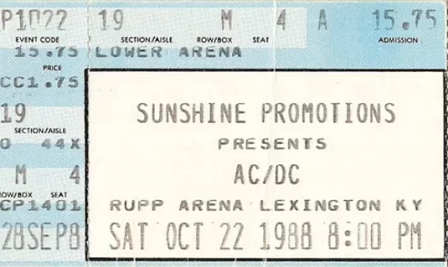 P1022 19 M 4 A 15.75
EVENT CODE SECTION/AISLE ROW/BOX SEAT ADMISSION
15.75 LOWER ARENA
PRICE
CC1.75
19
SECTION/AISLE
0 44X
M 4
ROW/BOX SEAT
CP1401
28SEP8
SUNSHINE PROMOTIONS
PRESENTS
AC/DC
RUPP ARENA LEXINGTON KY
SAT OCT 22 1988 8:00 PM